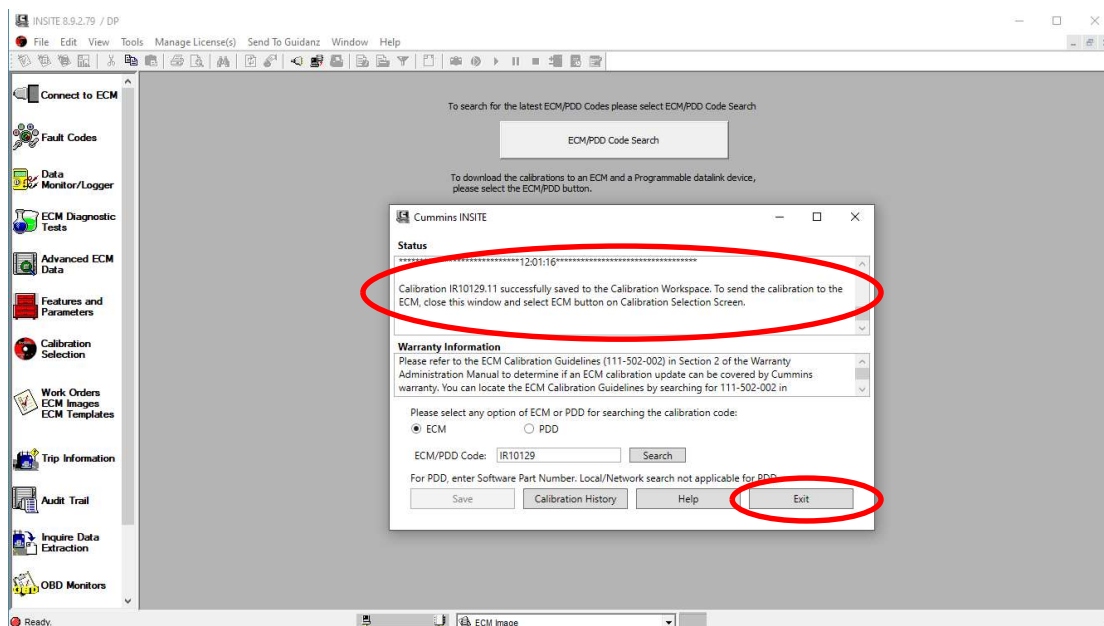 INSITE 8.9.2.79 / DP
File Edit View Tools Manage License(s) Send To Guidanz Window Help
Connect to ECM
Fault Codes
Data
Monitor/Logger
ECM Diagnostic
Tests
Advanced ECM
Data
Features and
Parameters
Calibration
Selection
Work Orders
ECM Images
ECM Templates
Trip Information
Audit Trail
Inquire Data
Extraction
OBD Monitors
To search for the latest ECM/PDD Codes please select ECM/PDD Code Search
ECM/PDD Code Search
To download the calibrations to an ECM and a Programmable datalink device,
please select the ECM/PDD button.
Cummins INSITE
Status
*****************************12:01:16**********************************
Calibration IR10129.11 successfully saved to the Calibration Workspace. To send the calibration to the
ECM, close this window and select ECM button on Calibration Selection Screen.
Warranty Information
Please refer to the ECM Calibration Guidelines (111-502-002) in Section 2 of the Warranty
Administration Manual to determine if an ECM calibration update can be covered by Cummins
warranty. You can locate the ECM Calibration Guidelines by searching for 111-502-002 in
Please select any option of ECM or PDD for searching the calibration code:
ECM PDD
ECM/PDD Code: IR10129 Search
For PDD, enter Software Part Number. Local/Network search not applicable for PDD
Save Calibration History Help Exit
Ready. ECM Image